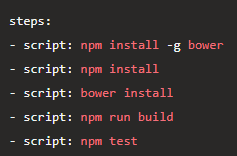 steps:
- script: npm install -g bower
- script: npm install
- script: bower install
- script: npm run build
- script: npm test